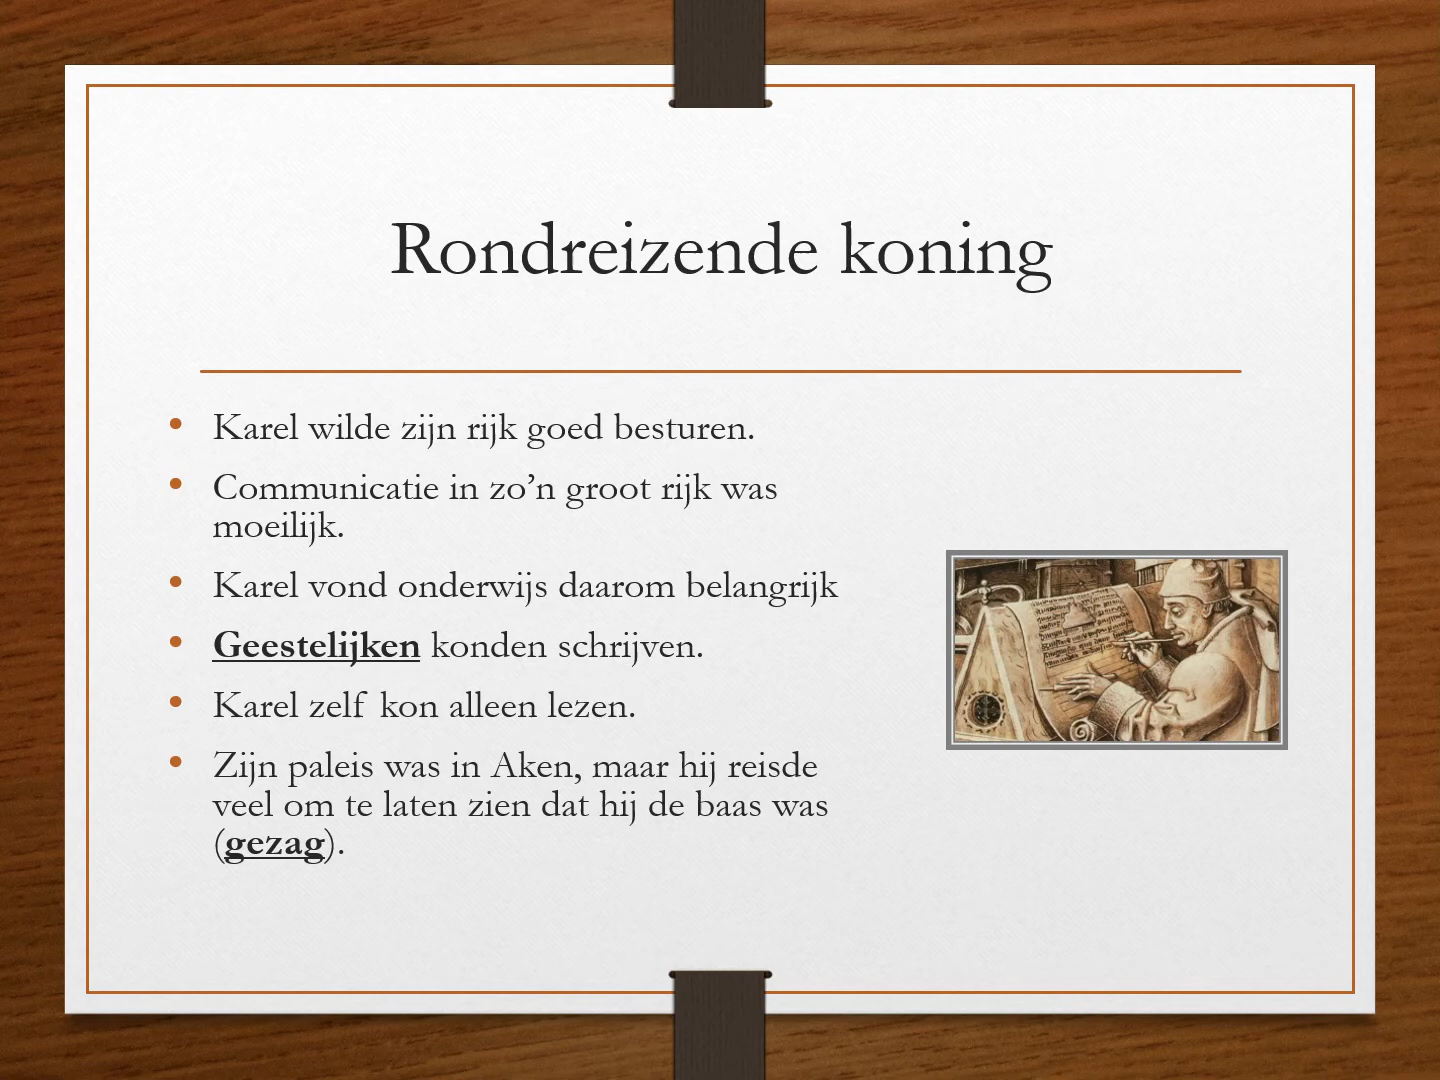 Rondreizende koning
Karel wilde zijn rijk goed besturen.
Communicatie in zo’n groot rijk was
moeilijk.
Karel vond onderwijs daarom belangrijk
Geestelijken konden schrijven.
Karel zelf kon alleen lezen.
Zijn paleis was in Aken, maar hij reisde
veel om te laten zien dat hij de baas was
(gezag).